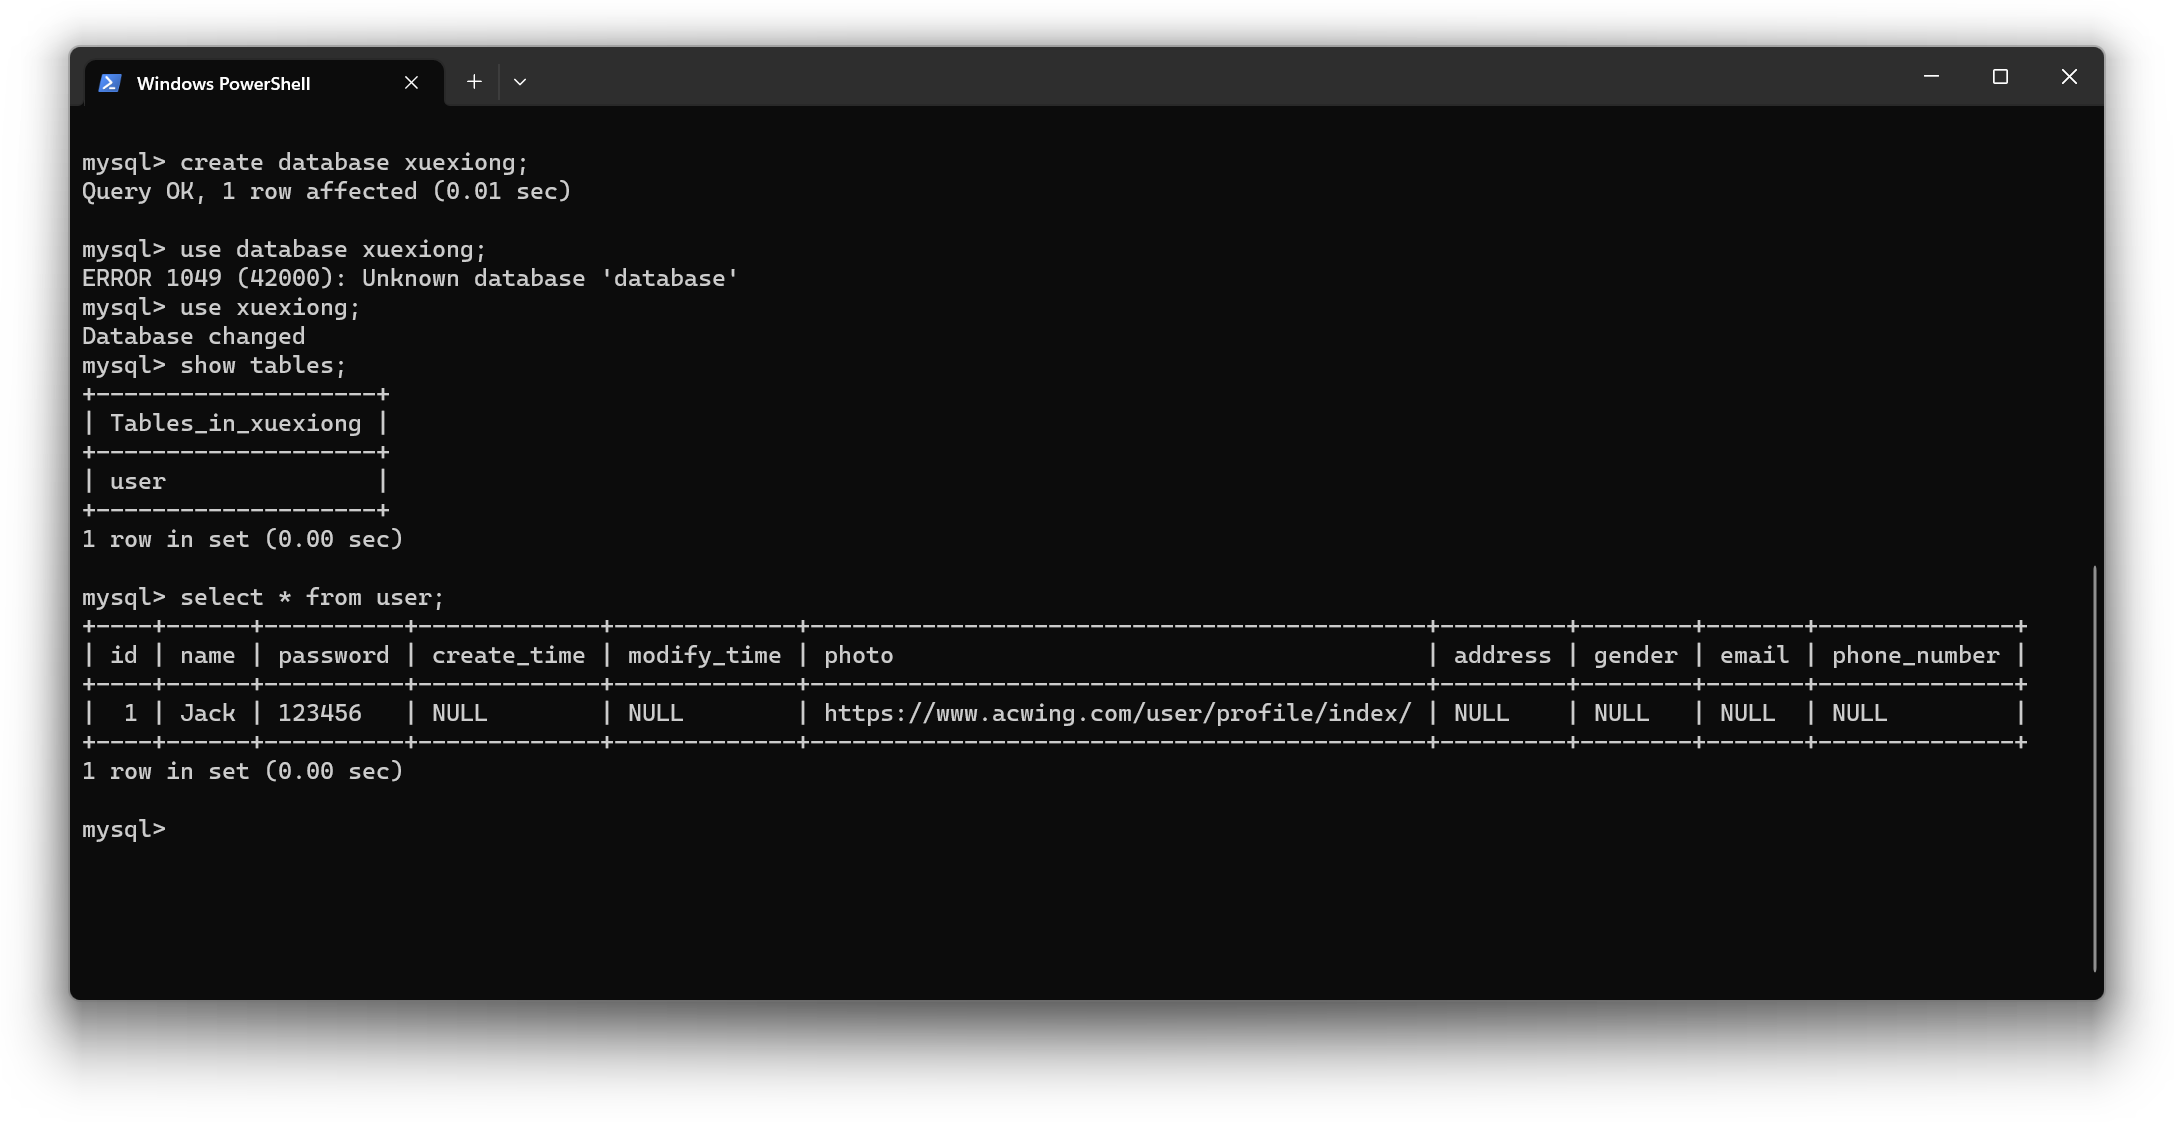 Windows PowerShell
mysql> create database xuexiong;
Query OK, 1 row affected (0.01 sec)
mysql> use database xuexiong;
ERROR 1049 (42000): Unknown database 'database'
mysql> use xuexiong;
Database changed
mysql> show tables;
+--------------------+
| Tables_in_xuexiong |
+--------------------+
| user               |
+--------------------+
1 row in set (0.00 sec)
mysql> select * from user;
+----+------+----------+-------------+-------------+--------------------------------------------+---------+--------+-------+--------------+
| id | name | password | create_time | modify_time | photo                                      | address | gender | email | phone_number |
+----+------+----------+-------------+-------------+--------------------------------------------+---------+--------+-------+--------------+
|  1 | Jack | 123456   | NULL        | NULL        | https://www.acwing.com/user/profile/index/ | NULL    | NULL   | NULL  | NULL         |
+----+------+----------+-------------+-------------+--------------------------------------------+---------+--------+-------+--------------+
1 row in set (0.00 sec)
mysql>